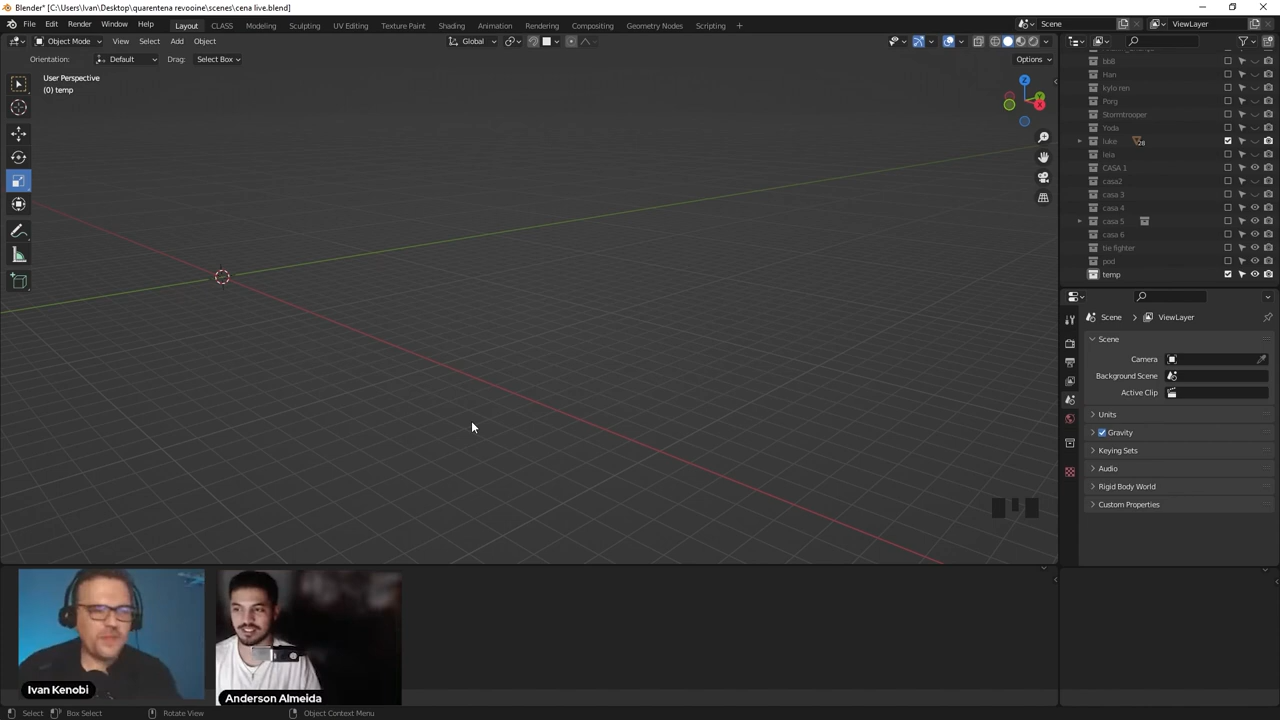 Blender* [C:\Users\Ivan\Desktop\quarentena revooine\scenes\cena live.blend]
File Edit Render Window Help Layout CLASS Modeling Sculpting UV Editing Texture Paint Shading Animation Rendering Compositing Geometry Nodes Scripting + Scene ViewLayer
Object Mode View Select Add Object Global
Orientation: Default Drag: Select Box Options
User Perspective
(0) temp
Z
Y
X
bb8
Han
kylo ren
Porg
Stormtrooper
Yoda
luke 28
leia
CASA 1
casa2
casa 3
casa 4
casa 5
casa 6
tie fighter
pod
temp
Scene > ViewLayer
Scene
Camera
Background Scene
Active Clip
Units
Gravity
Keying Sets
Audio
Rigid Body World
Custom Properties
Ivan Kenobi
Anderson Almeida
Select Box Select Rotate View Object Context Menu